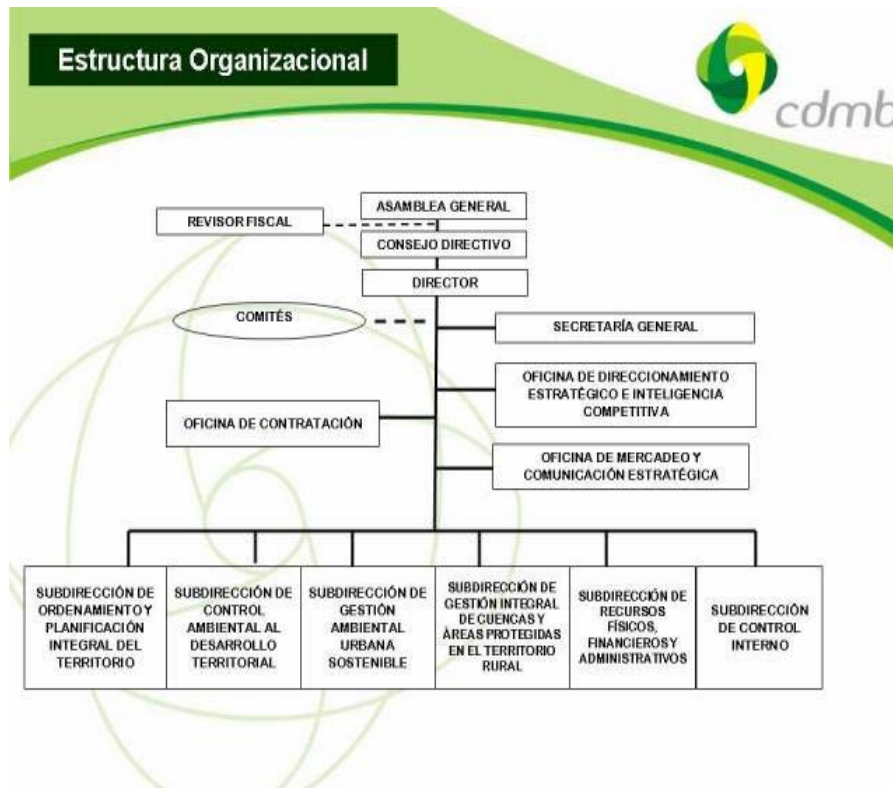 Estructura Organizacional
cdmb
ASAMBLEA GENERAL
REVISOR FISCAL
CONSEJO DIRECTIVO
DIRECTOR
COMITÉS
SECRETARÍA GENERAL
OFICINA DE DIRECCIONAMIENTO
ESTRATÉGICO E INTELIGENCIA
COMPETITIVA
OFICINA DE CONTRATACIÓN
OFICINA DE MERCADEO Y
COMUNICACIÓN ESTRATÉGICA
SUBDIRECCIÓN DE
ORDENAMIENTO Y
PLANIFICACIÓN
INTEGRAL DEL
TERRITORIO
SUBDIRECCIÓN DE
CONTROL
AMBIENTAL AL
DESARROLLO
TERRITORIAL
SUBDIRECCIÓN DE
GESTIÓN
AMBIENTAL
URBANA
SOSTENIBLE
SUBDIRECCIÓN DE
GESTIÓN INTEGRAL
DE CUENCAS Y
ÁREAS PROTEGIDAS
EN EL TERRITORIO
RURAL
SUBDIRECCIÓN DE
RECURSOS
FÍSICOS,
FINANCIEROS Y
ADMINISTRATIVOS
SUBDIRECCIÓN
DE CONTROL
INTERNO